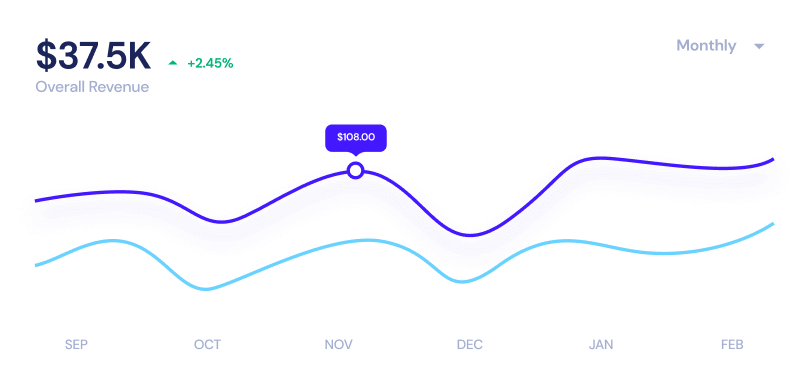 $37.5K +2.45%
Monthly
Overall Revenue
$108.00
SEP OCT NOV DEC JAN FEB